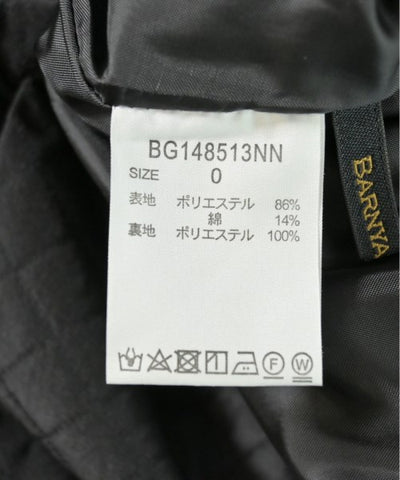 BG148513NN
SIZE 0
表地 ポリエステル 86%
綿 14%
裏地 ポリエステル 100%
F W
BARNYA